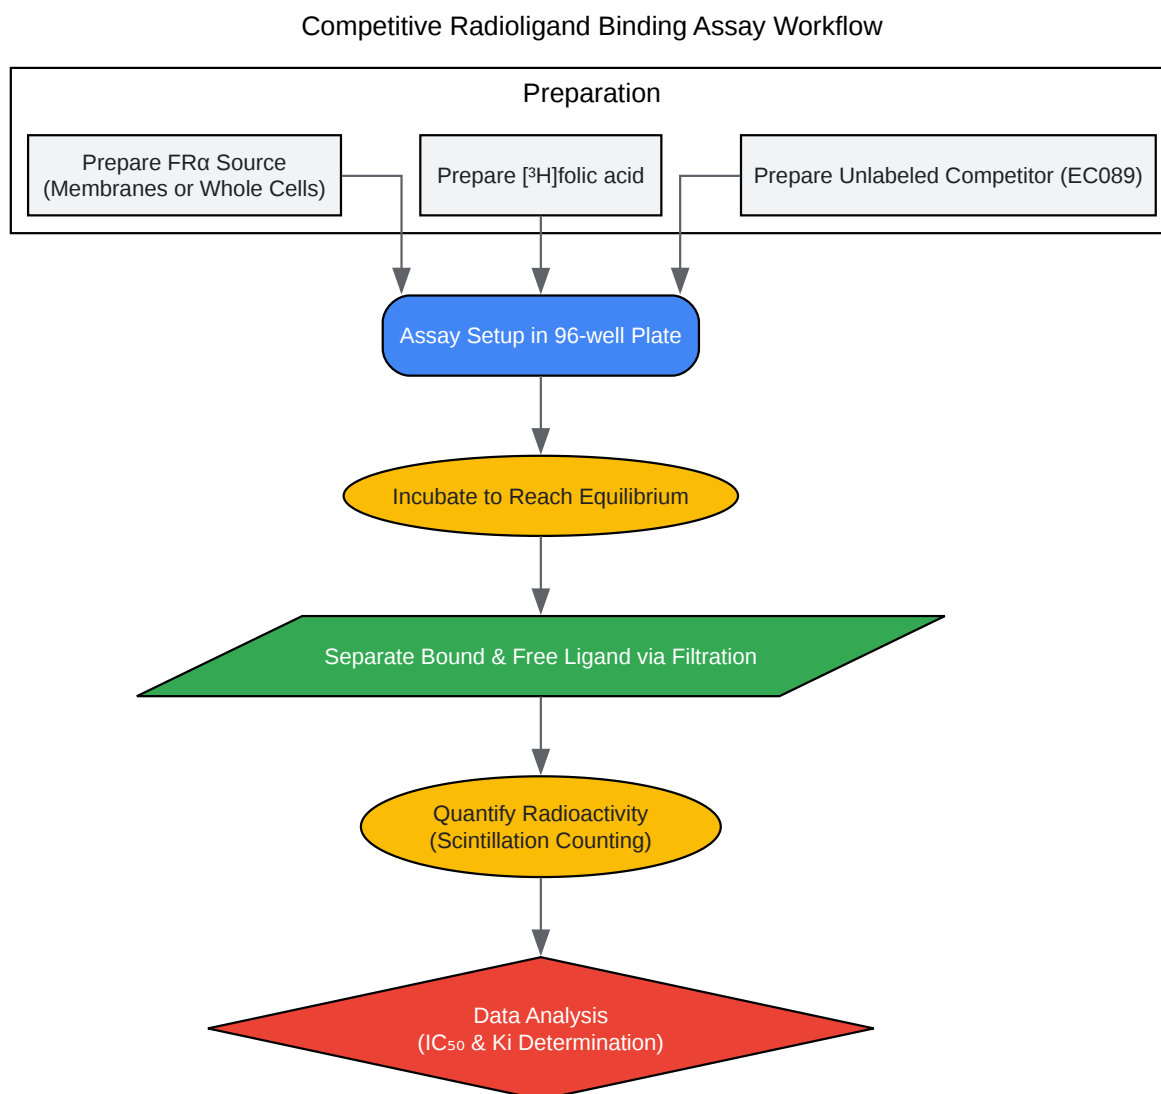 Competitive Radioligand Binding Assay Workflow
Preparation
Prepare FRα Source
(Membranes or Whole Cells)
Prepare [³H]folic acid
Prepare Unlabeled Competitor (EC089)
Assay Setup in 96-well Plate
Incubate to Reach Equilibrium
Separate Bound & Free Ligand via Filtration
Quantify Radioactivity
(Scintillation Counting)
Data Analysis
(IC₅₀ & Ki Determination)